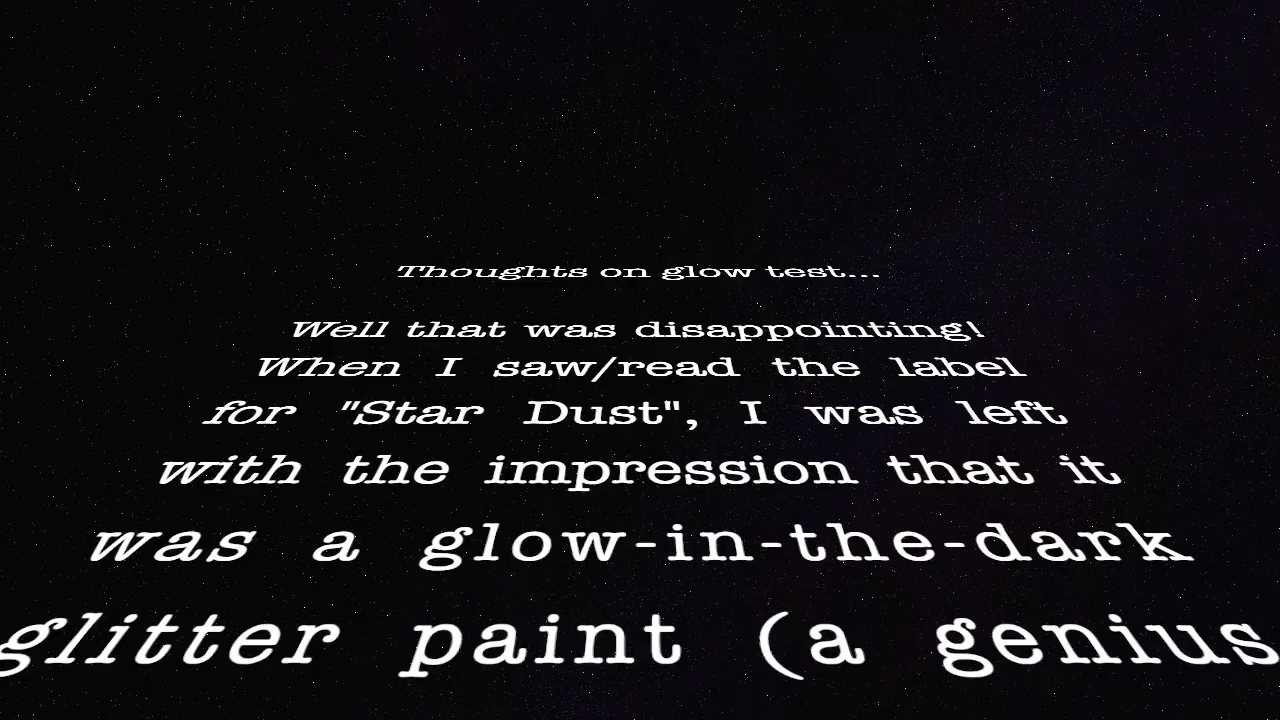 Thoughts on glow test...
Well that was disappointing!
When I saw/read the label
for "Star Dust", I was left
with the impression that it
was a glow-in-the-dark
glitter paint (a genius